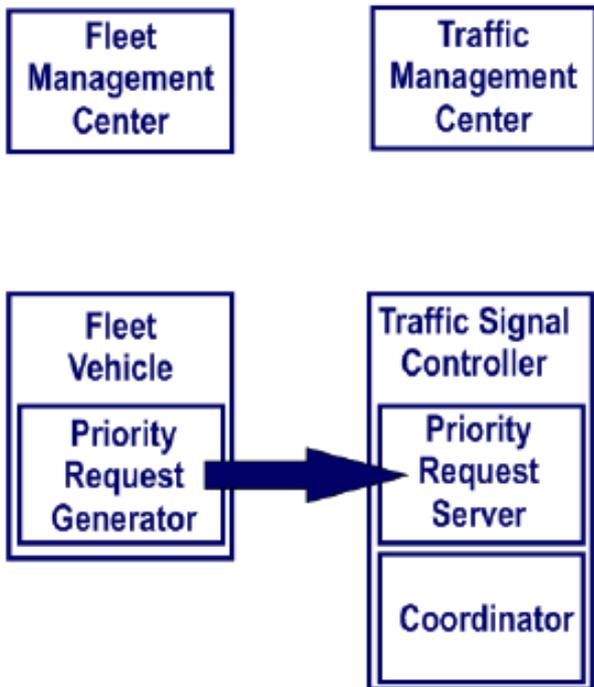 Fleet
Management
Center
Traffic
Management
Center
Fleet
Vehicle
Priority
Request
Generator
Traffic Signal
Controller
Priority
Request
Server
Coordinator